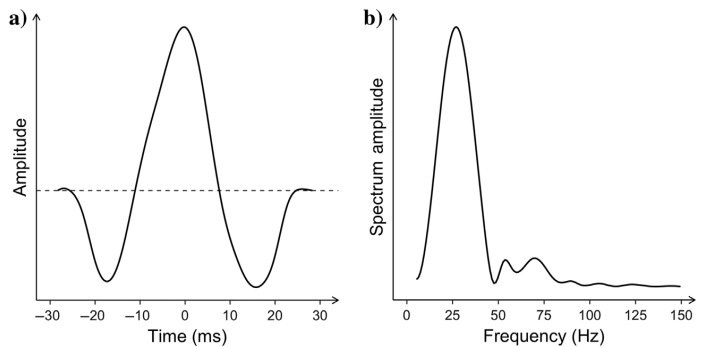 a)
Amplitude
–30 –20 –10 0 10 20 30
Time (ms)
b)
Spectrum amplitude
0 25 50 75 100 125 150
Frequency (Hz)